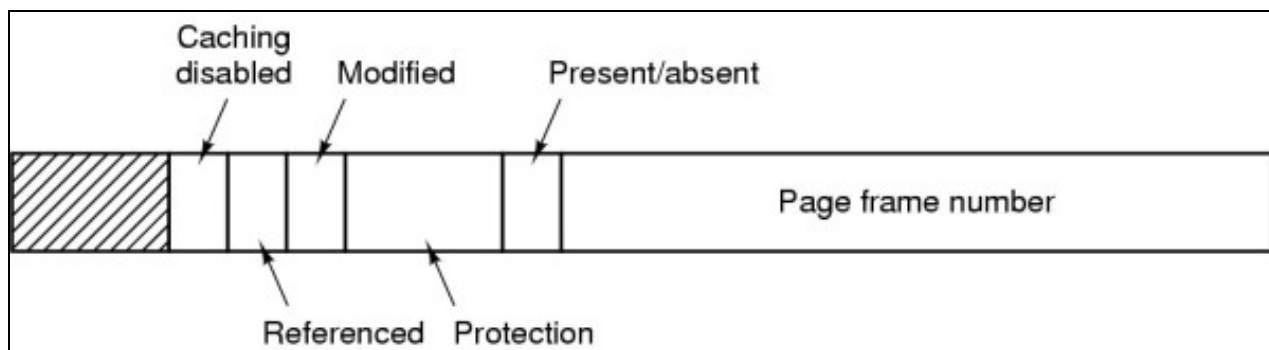 Caching
disabled
Modified
Present/absent
Page frame number
Referenced
Protection